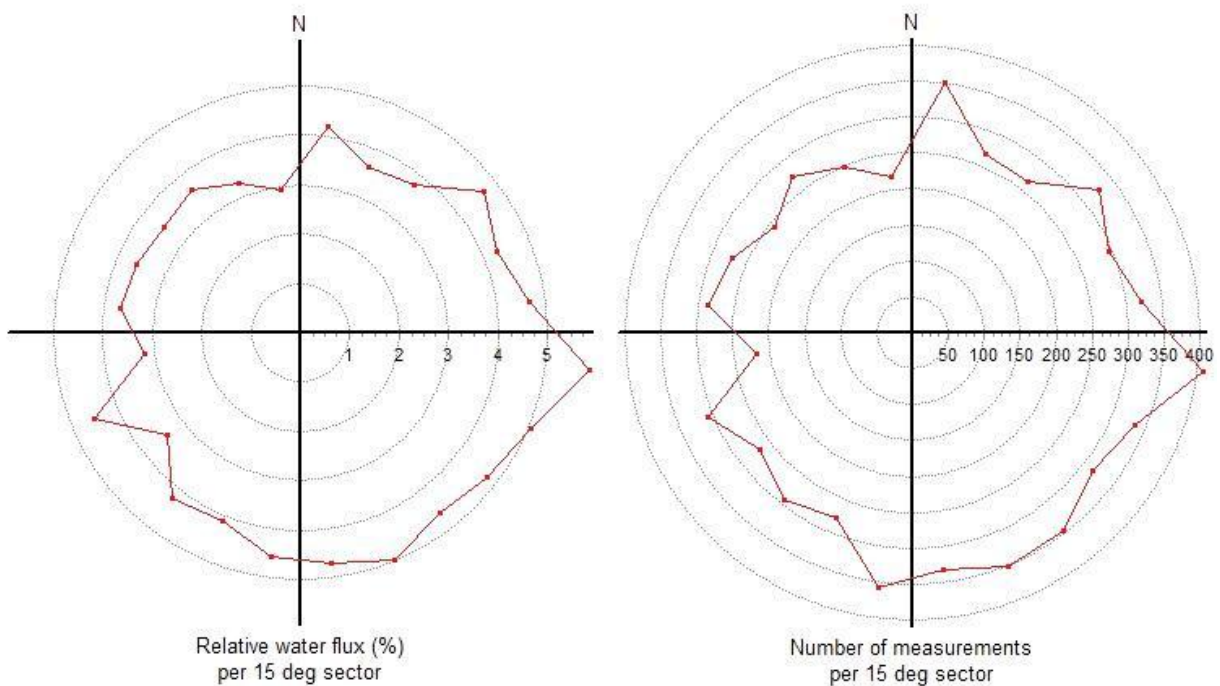 N
1 2 3 4 5
Relative water flux (%)
per 15 deg sector
N
50 100 150 200 250 300 350 400
Number of measurements
per 15 deg sector